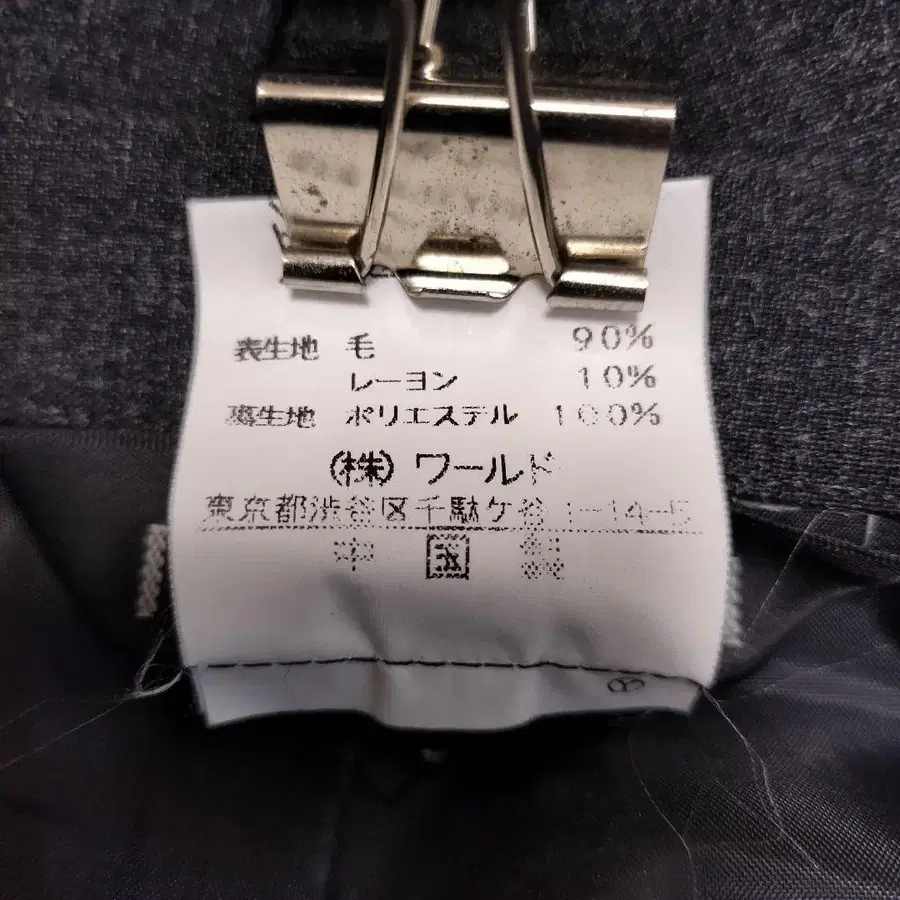 表生地 毛 90%
レーヨン 10%
裏生地 ポリエステル 100%
(株) ワールド
東京都渋谷区千駄ケ谷 1-14-5
中 国 製